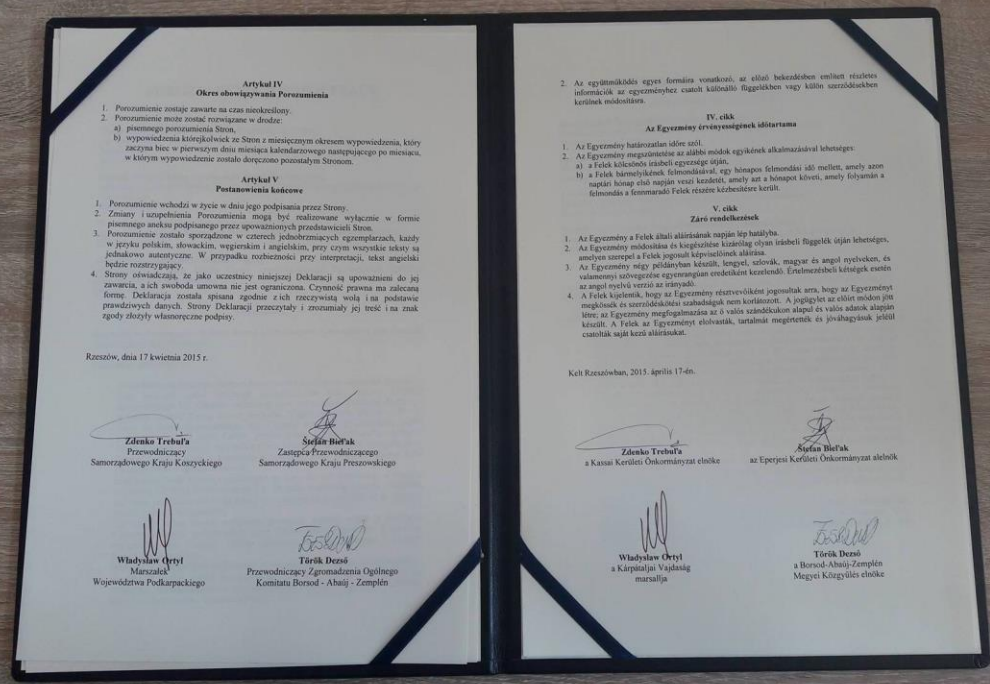 Artykuł IV
Okres obowiązywania Porozumienia
1. Porozumienie zostaje zawarte na czas nieokreślony.
2. Porozumienie może zostać rozwiązane w drodze:
a) pisemnego porozumienia Stron,
b) wypowiedzenia którejkolwiek ze Stron z miesięcznym okresem wypowiedzenia, który
zaczyna biec w pierwszym dniu miesiąca kalendarzowego następującego po miesiącu,
w którym wypowiedzenie zostało doręczono pozostałym Stronom.
Artykuł V
Postanowienia końcowe
1. Porozumienie wchodzi w życie w dniu jego podpisania przez Strony.
2. Zmiany i uzupełnienia Porozumienia mogą być realizowane wyłącznie w formie
pisemnego aneksu podpisanego przez upoważnionych przedstawicieli Stron.
3. Porozumienie zostało sporządzone w czterech jednobrzmiących egzemplarzach, każdy
w języku polskim, słowackim, węgierskim i angielskim, przy czym wszystkie teksty są
jednakowo autentyczne. W przypadku rozbieżności przy interpretacji, tekst angielski
będzie rozstrzygający.
4. Strony oświadczają, że jako uczestnicy niniejszej Deklaracji są upoważnieni do jej
zawarcia, a ich swoboda umowna nie jest ograniczona. Czynność prawna ma zalecaną
formę. Deklaracja została spisana zgodnie z ich rzeczywistą wolą i na podstawie
prawdziwych danych. Strony Deklaracji przeczytały i zrozumiały jej treść i na znak
zgody złożyły własnoręczne podpisy.
Rzeszów, dnia 17 kwietnia 2015 r.
Zdenko Trebuľa
Przewodniczący
Samorządowego Kraju Koszyckiego
Štefan Bieľak
Zastępca Przewodniczącego
Samorządowego Kraju Preszowskiego
Władysław Ortyl
Marszałek
Województwa Podkarpackiego
Török Dezső
Przewodniczący Zgromadzenia Ogólnego
Komitatu Borsod - Abaúj - Zemplén
2. Az együttműködés egyes formáira vonatkozó, az előző bekezdésben említett részletes
információk az egyezményhez csatolt különálló függelékben vagy külön szerződésekben
kerülnek módosításra.
IV. cikk
Az Egyezmény érvényességének időtartama
1. Az Egyezmény határozatlan időre szól.
2. Az Egyezmény megszüntetése az alábbi módok egyikének alkalmazásával lehetséges:
a) a Felek kölcsönös írásbeli egyezsége útján,
b) a Felek bármelyikének felmondásával, egy hónapos felmondási idő mellett, amely azon
naptári hónap első napján veszi kezdetét, amely azt a hónapot követi, amely folyamán a
felmondás a fennmaradó Felek részére kézbesítésre került.
V. cikk
Záró rendelkezések
1. Az Egyezmény a Felek általi aláírásának napján lép hatályba.
2. Az Egyezmény módosítása és kiegészítése kizárólag olyan írásbeli függelék útján lehetséges,
amelyen szerepel a Felek jogosult képviselőinek aláírása.
3. Az Egyezmény négy példányban készült, lengyel, szlovák, magyar és angol nyelveken, és
valamennyi szövegezése egyenrangúan eredetiként kezelendő. Értelmezésbeli kétségek esetén
az angol nyelvű verzió az irányadó.
4. A Felek kijelentik, hogy az Egyezmény résztvevőiként jogosultak arra, hogy az Egyezményt
megkössék és szerződéskötési szabadságuk nem korlátozott. A jogügylet az előírt módon jött
létre; az Egyezmény megfogalmazása az ő valós szándékukon alapul és valós adatok alapján
készült. A Felek az Egyezményt elolvasták, tartalmát megértették és jóváhagyásuk jeléül
csatolták saját kezű aláírásukat.
Kelt Rzeszówban, 2015. április 17-én.
Zdenko Trebuľa
a Kassai Kerületi Önkormányzat elnöke
Štefan Bieľak
az Eperjesi Kerületi Önkormányzat alelnök
Władysław Ortyl
a Kárpátaljai Vajdaság
marsallja
Török Dezső
a Borsod-Abaúj-Zemplén
Megyei Közgyűlés elnöke